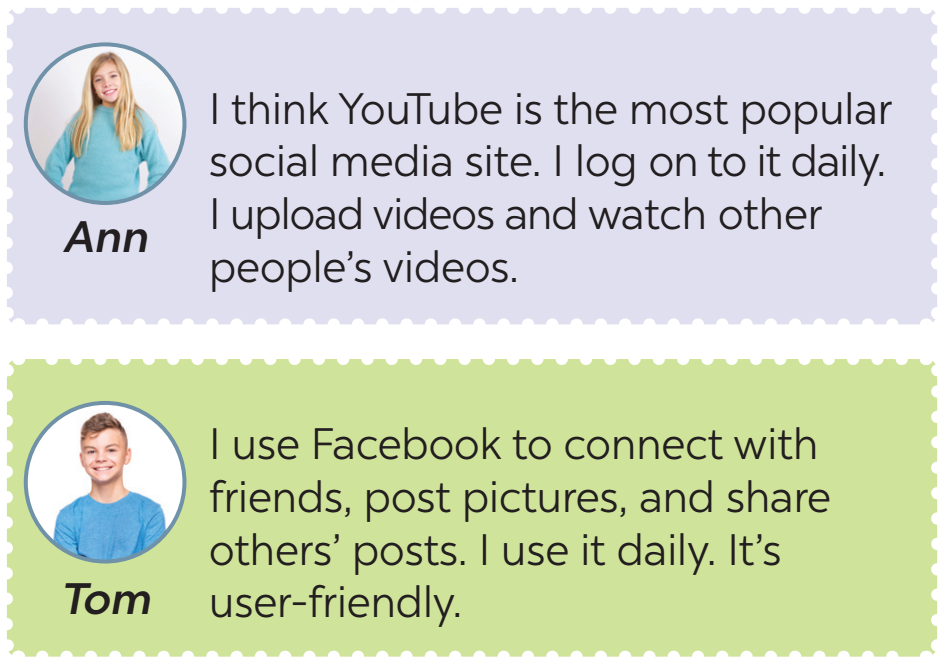 I think YouTube is the most popular
social media site. I log on to it daily.
I upload videos and watch other
people’s videos.
Ann
I use Facebook to connect with
friends, post pictures, and share
others’ posts. I use it daily. It’s
user-friendly.
Tom